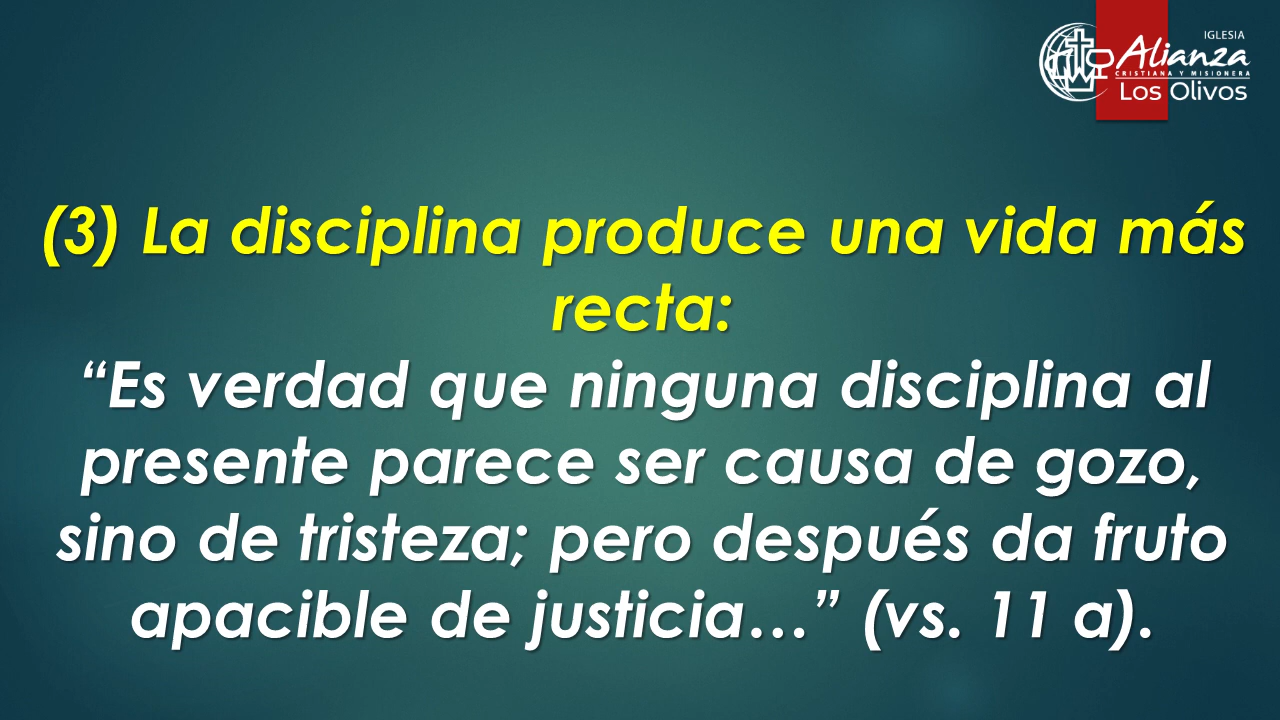 IGLESIA
Alianza
CRISTIANA Y MISIONERA
Los Olivos
(3) La disciplina produce una vida más
recta:
“Es verdad que ninguna disciplina al
presente parece ser causa de gozo,
sino de tristeza; pero después da fruto
apacible de justicia…” (vs. 11 a).